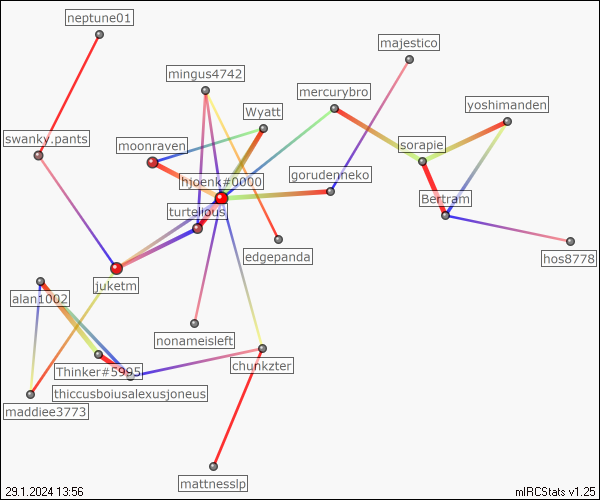 neptune01
majestico
mingus4742
mercurybro
Wyatt
yoshimanden
swanky.pants
moonraven
sorapie
hjoenk#0000
gorudenneko
Bertram
turtelious
edgepanda
hos8778
juketm
alan1002
nonameisleft
chunkzter
Thinker#5995
thiccusboiusalexusjoneus
maddiee3773
mattnesslp
29.1.2024 13:56
mIRCStats v1.25